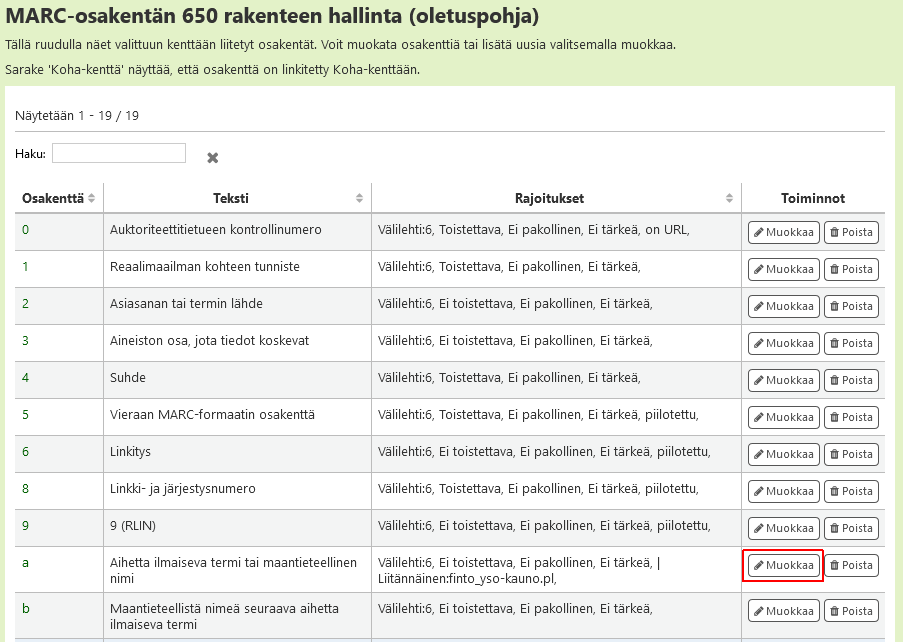 MARC-osakentän 650 rakenteen hallinta (oletuspohja)
Tällä ruudulla näet valittuun kenttään liitetyt osakentät. Voit muokata osakenttiä tai lisätä uusia valitsemalla muokkaa.
Sarake 'Koha-kenttä' näyttää, että osakenttä on linkitetty Koha-kenttään.
Näytetään 1 - 19 / 19
Haku:
Osakenttä Teksti Rajoitukset Toiminnot
0 Auktoriteettitietueen kontrollinumero Välilehti:6, Toistettava, Ei pakollinen, Ei tärkeä, on URL, Muokkaa Poista
1 Reaalimaailman kohteen tunniste Välilehti:6, Toistettava, Ei pakollinen, Ei tärkeä, Muokkaa Poista
2 Asiasanan tai termin lähde Välilehti:6, Ei toistettava, Ei pakollinen, Ei tärkeä, Muokkaa Poista
3 Aineiston osa, jota tiedot koskevat Välilehti:6, Ei toistettava, Ei pakollinen, Ei tärkeä, Muokkaa Poista
4 Suhde Välilehti:6, Toistettava, Ei pakollinen, Ei tärkeä, Muokkaa Poista
5 Vieraan MARC-formaatin osakenttä Välilehti:6, Toistettava, Ei pakollinen, Ei tärkeä, piilotettu, Muokkaa Poista
6 Linkitys Välilehti:6, Ei toistettava, Ei pakollinen, Ei tärkeä, piilotettu, Muokkaa Poista
8 Linkki- ja järjestysnumero Välilehti:6, Toistettava, Ei pakollinen, Ei tärkeä, piilotettu, Muokkaa Poista
9 9 (RLIN) Välilehti:6, Ei toistettava, Ei pakollinen, Ei tärkeä, piilotettu, Muokkaa Poista
a Aihetta ilmaiseva termi tai maantieteellinen Välilehti:6, Ei toistettava, Ei pakollinen, Ei tärkeä, | Muokkaa Poista
nimi Liitännäinen:finto_yso-kauno.pl,
b Maantieteellistä nimeä seuraava aihetta Välilehti:6, Ei toistettava, Ei pakollinen, Ei tärkeä, Muokkaa Poista
ilmaiseva termi